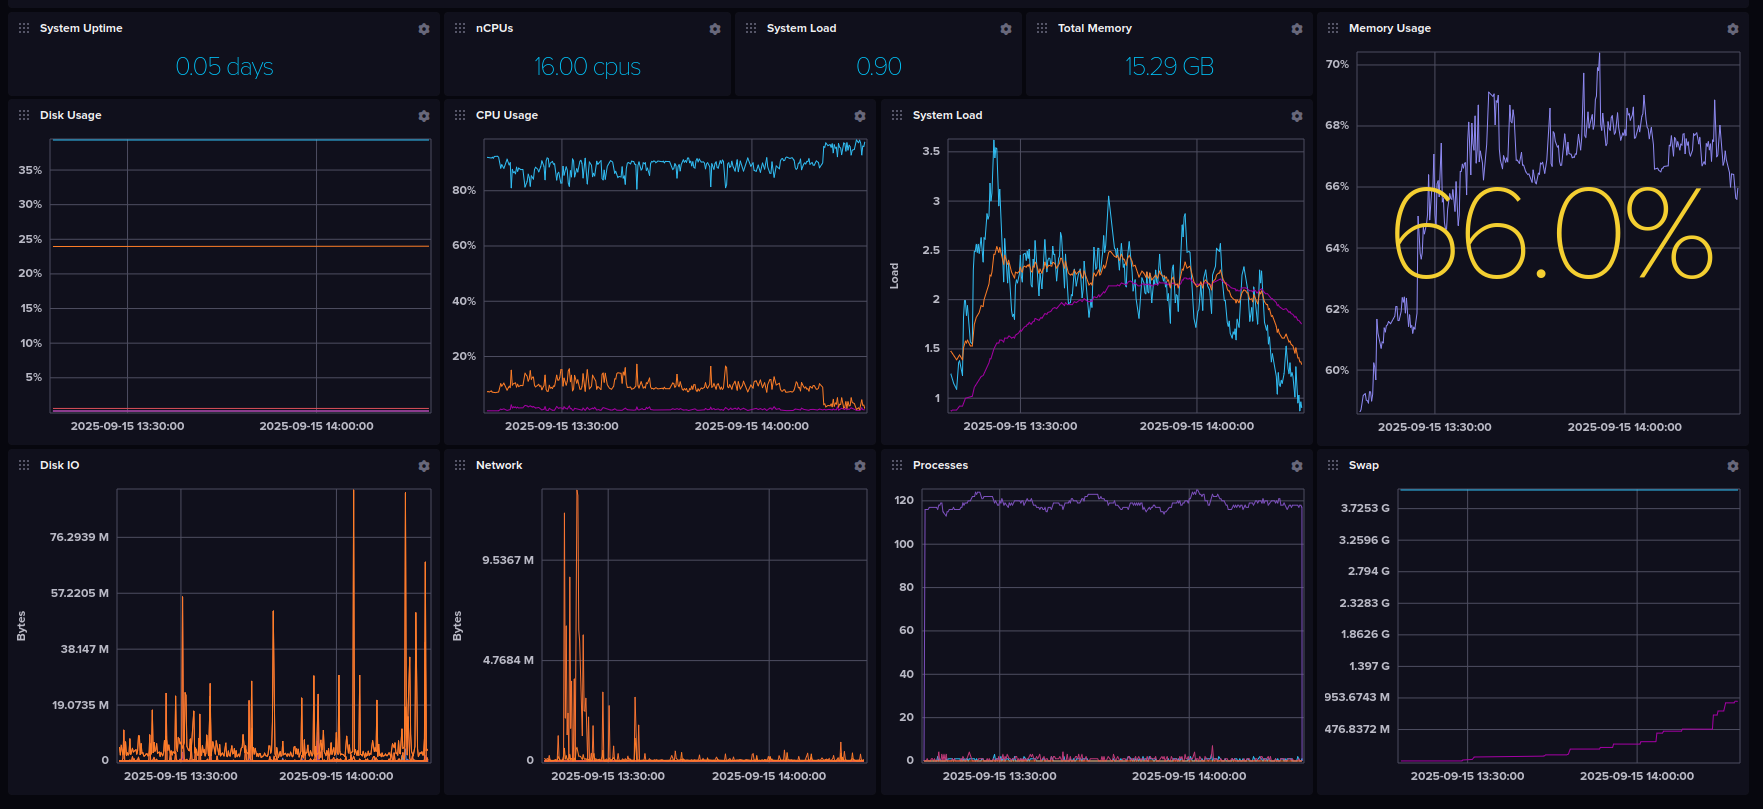 System Uptime
0.05 days
nCPUs
16.00 cpus
System Load
0.90
Total Memory
15.29 GB
Memory Usage
70%
68%
66%
64%
62%
60%
66.0%
2025-09-15 13:30:00
2025-09-15 14:00:00
Disk Usage
35%
30%
25%
20%
15%
10%
5%
2025-09-15 13:30:00
2025-09-15 14:00:00
CPU Usage
80%
60%
40%
20%
2025-09-15 13:30:00
2025-09-15 14:00:00
System Load
Load
3.5
3
2.5
2
1.5
1
2025-09-15 13:30:00
2025-09-15 14:00:00
Disk IO
Bytes
76.2939 M
57.2205 M
38.147 M
19.0735 M
0
2025-09-15 13:30:00
2025-09-15 14:00:00
Network
Bytes
9.5367 M
4.7684 M
0
2025-09-15 13:30:00
2025-09-15 14:00:00
Processes
120
100
80
60
40
20
0
2025-09-15 13:30:00
2025-09-15 14:00:00
Swap
3.7253 G
3.2596 G
2.794 G
2.3283 G
1.8626 G
1.397 G
953.6743 M
476.8372 M
2025-09-15 13:30:00
2025-09-15 14:00:00